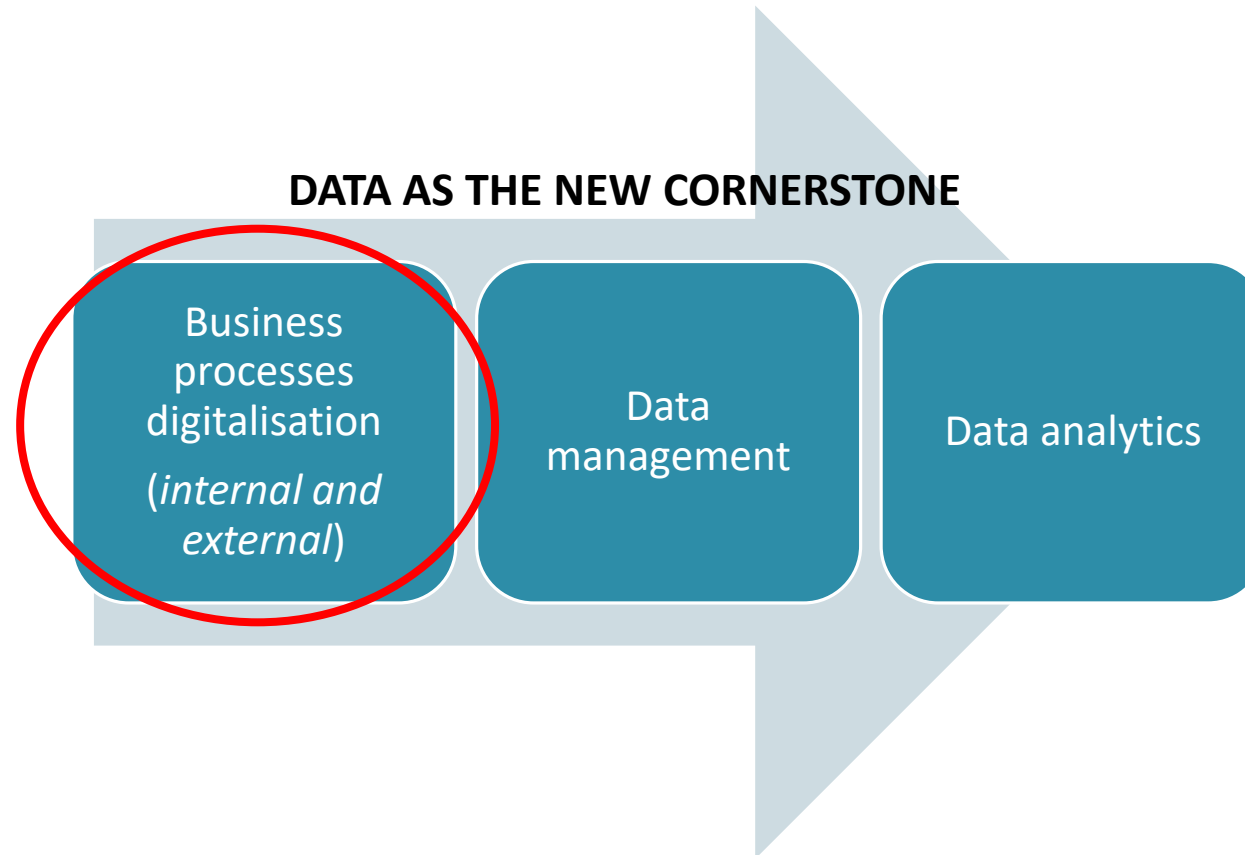 DATA AS THE NEW CORNERSTONE
Business
processes
digitalisation
(internal and
external)
Data
management
Data analytics